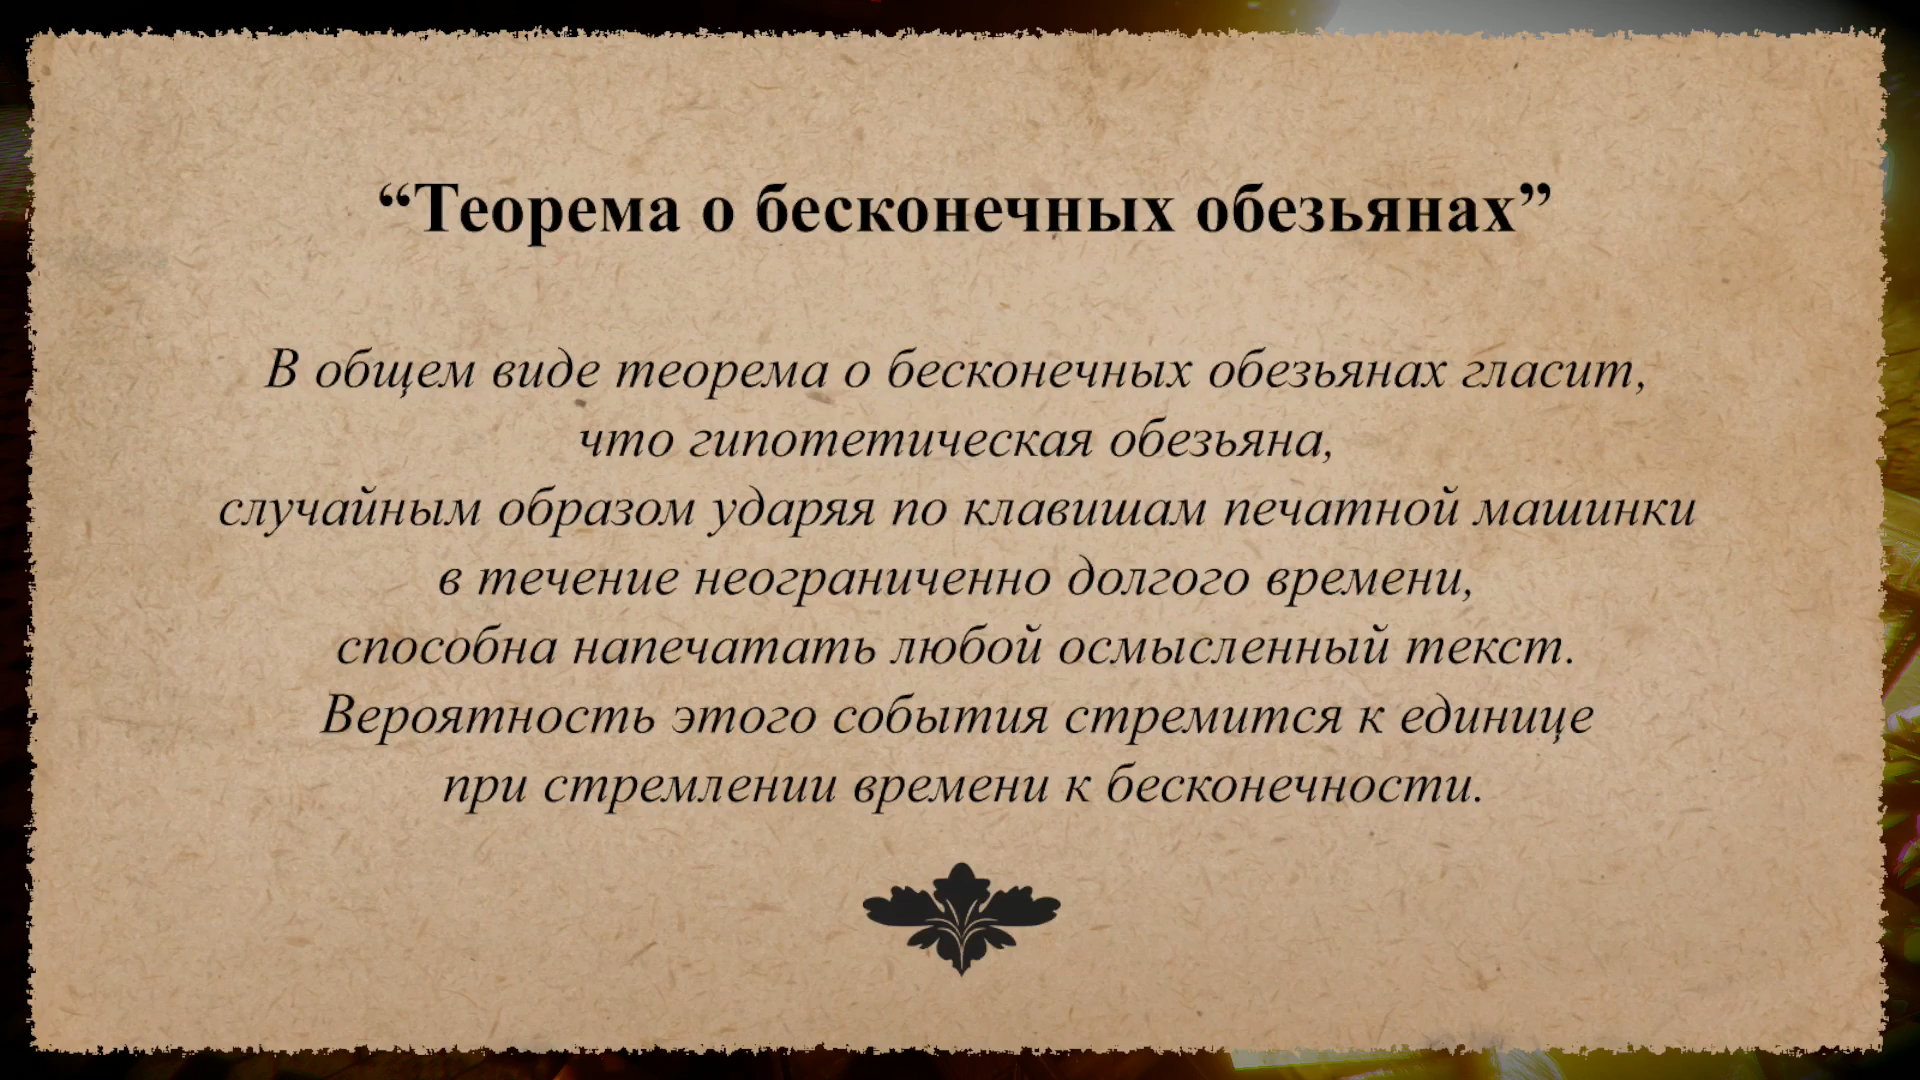 “Теорема о бесконечных обезьянах”
В общем виде теорема о бесконечных обезьянах гласит,
что гипотетическая обезьяна,
случайным образом ударяя по клавишам печатной машинки
в течение неограниченно долгого времени,
способна напечатать любой осмысленный текст.
Вероятность этого события стремится к единице
при стремлении времени к бесконечности.